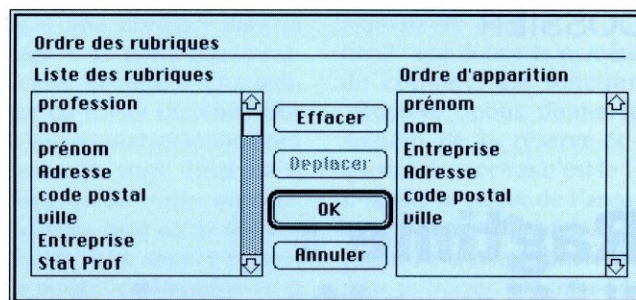 Ordre des rubriques
Liste des rubriques
profession
nom
prénom
Adresse
code postal
ville
Entreprise
Stat Prof
Effacer
Déplacer
OK
Annuler
Ordre d'apparition
prénom
nom
Entreprise
Adresse
code postal
ville